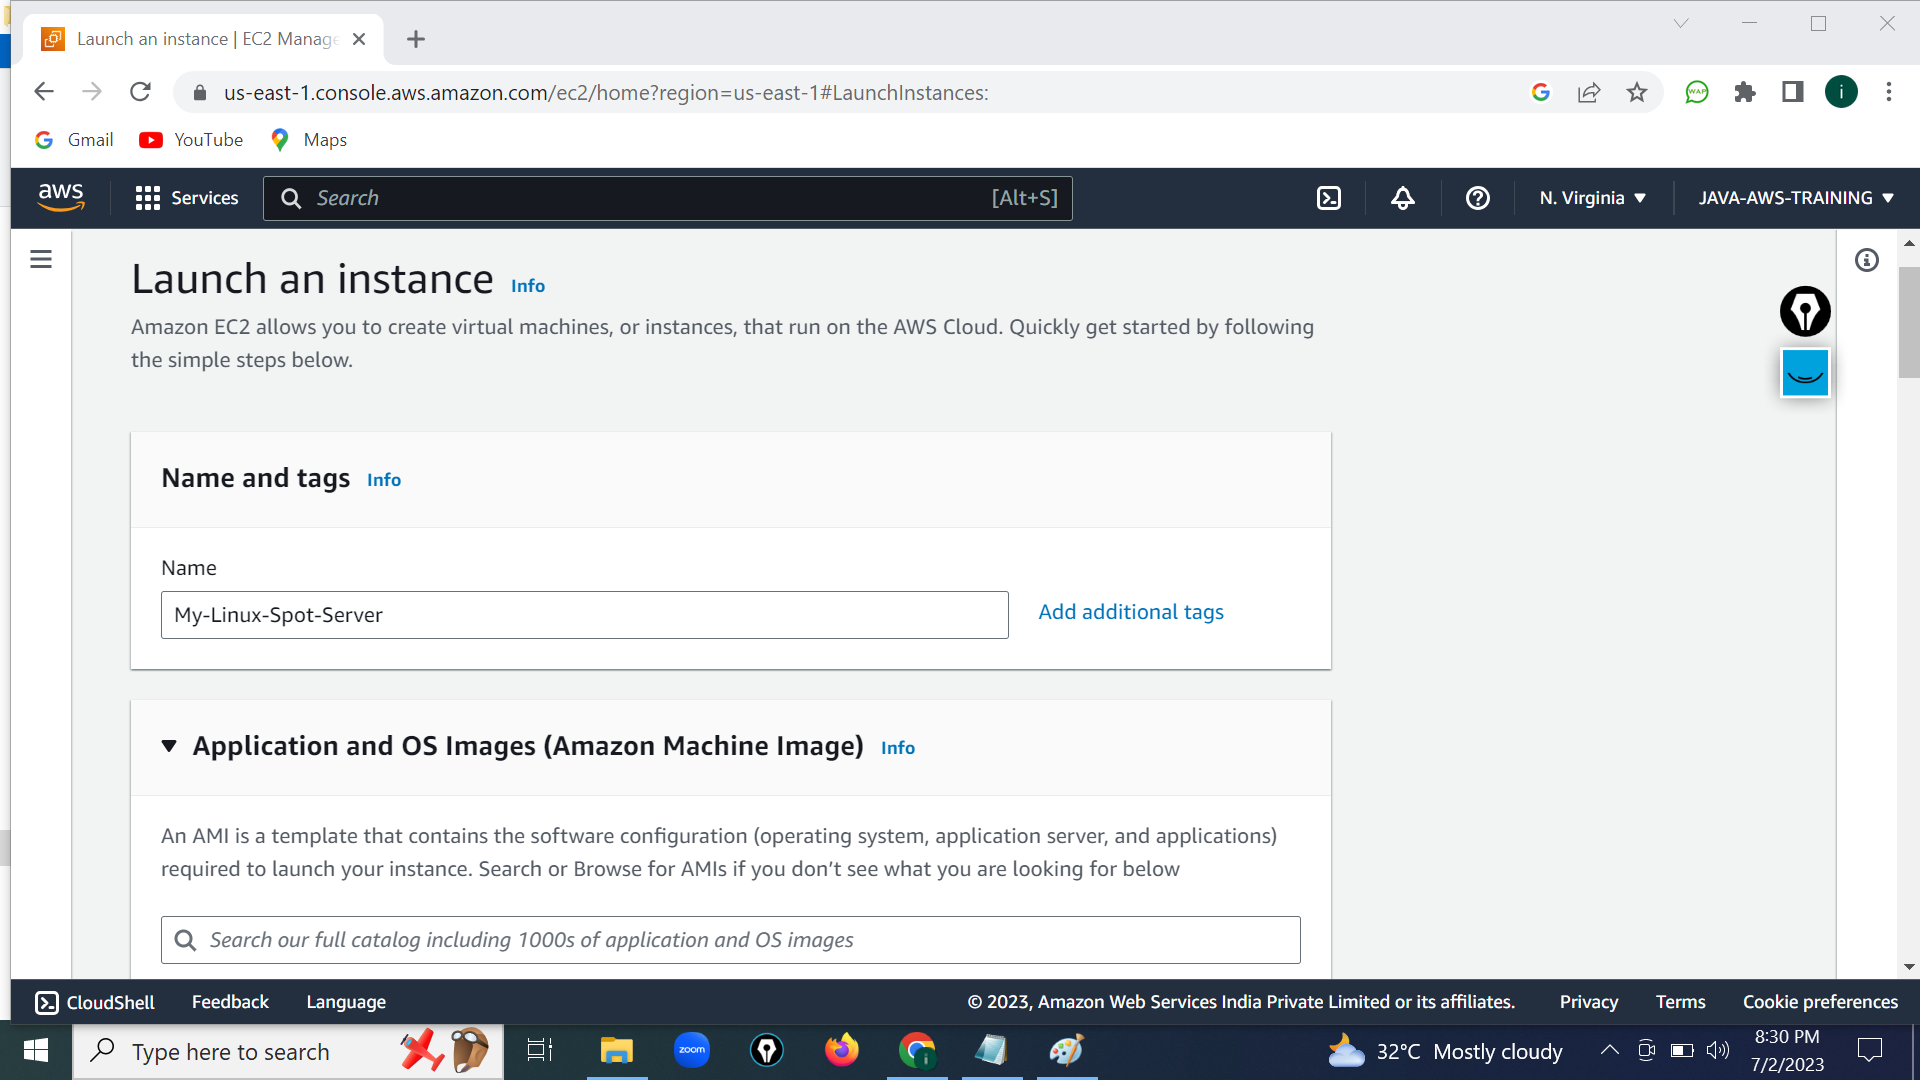 Launch an instance | EC2 Manage
us-east-1.console.aws.amazon.com/ec2/home?region=us-east-1#LaunchInstances:
WAP
i
Gmail YouTube Maps
aws Services Search [Alt+S] N. Virginia JAVA-AWS-TRAINING
Launch an instance Info
Amazon EC2 allows you to create virtual machines, or instances, that run on the AWS Cloud. Quickly get started by following
the simple steps below.
Name and tags Info
Name
My-Linux-Spot-Server
Add additional tags
Application and OS Images (Amazon Machine Image) Info
An AMI is a template that contains the software configuration (operating system, application server, and applications)
required to launch your instance. Search or Browse for AMIs if you don’t see what you are looking for below
Search our full catalog including 1000s of application and OS images
CloudShell Feedback Language © 2023, Amazon Web Services India Private Limited or its affiliates. Privacy Terms Cookie preferences
Type here to search
zoom
i
32°C Mostly cloudy
8:30 PM
7/2/2023